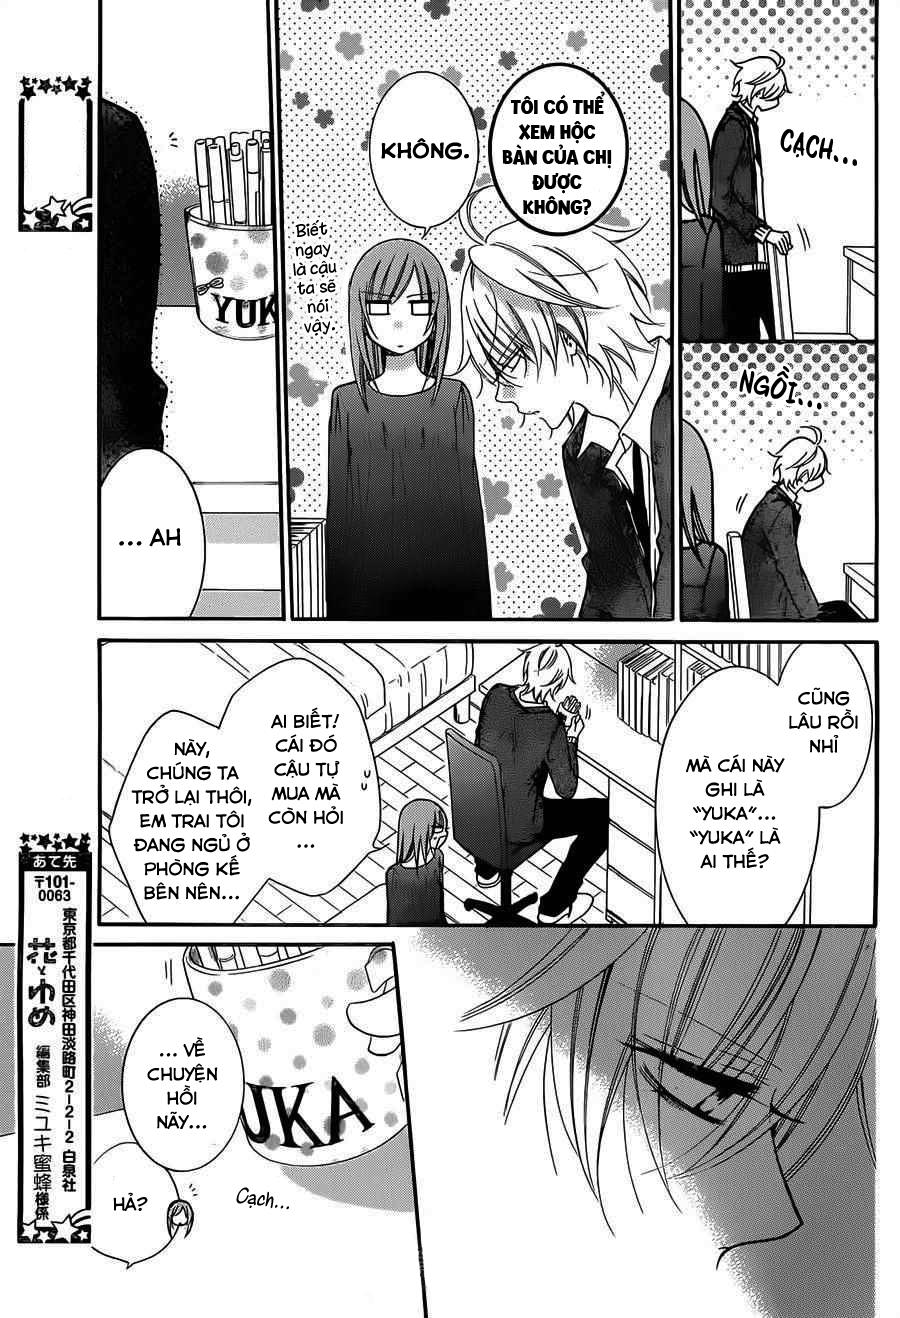 CẠCH...
NGỒI...
TÔI CÓ THỂ
XEM HỘC
BÀN CỦA CHỊ
ĐƯỢC
KHÔNG?
KHÔNG.
Biết
ngay
là cậu
ta sẽ
nói
vậy.
YUKA
... AH
CŨNG
LÂU RỒI
NHỈ
MÀ CÁI NÀY
GHI LÀ
“YUKA”...
“YUKA” LÀ
AI THẾ?
AI BIẾT!
CÁI ĐÓ
CẬU TỰ
MUA MÀ
CÒN HỎI
...
NÀY,
CHÚNG TA
TRỞ LẠI THÔI,
EM TRAI TÔI
ĐANG NGỦ Ở
PHÒNG KẾ
BÊN NÊN...
... VỀ
CHUYỆN
HỒI
NÃY...
YUKA
Cạch...
HẢ?
あて先
〒101-
0063
東京都千代田区神田淡路町2-2-2 白泉社
花とゆめ 編集部 ミユキ蜜蜂様係